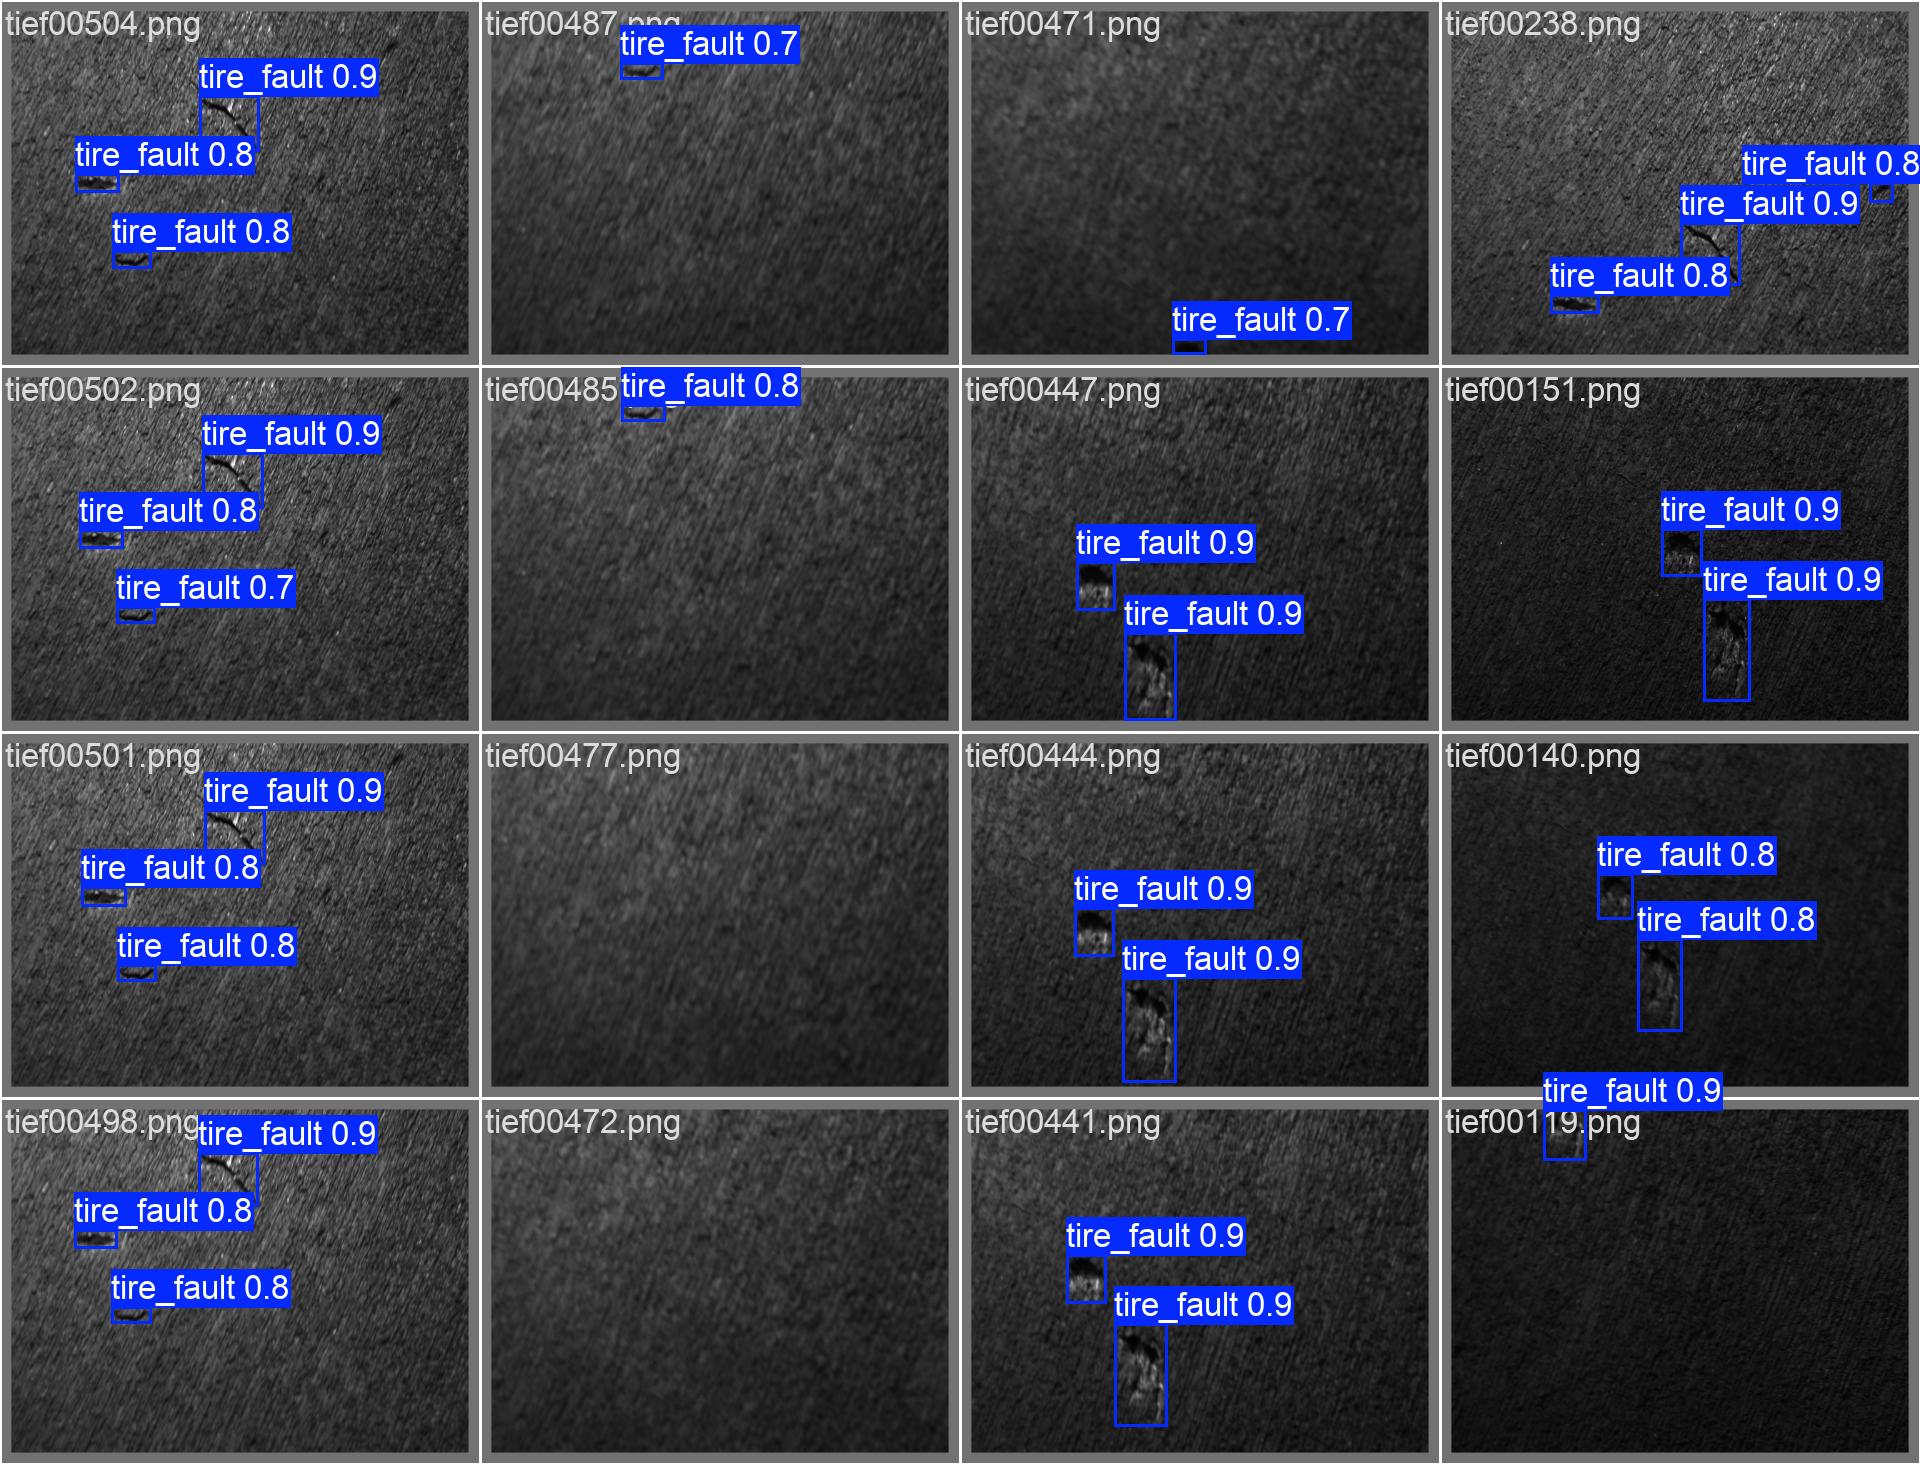 tief00504.png
tire_fault 0.9
tire_fault 0.8
tire_fault 0.8
tief00487.png
tire_fault 0.7
tief00471.png
tire_fault 0.7
tief00238.png
tire_fault 0.8
tire_fault 0.9
tire_fault 0.8
tief00502.png
tire_fault 0.9
tire_fault 0.8
tire_fault 0.7
tief00485
tire_fault 0.8
tief00447.png
tire_fault 0.9
tire_fault 0.9
tief00151.png
tire_fault 0.9
tire_fault 0.9
tief00501.png
tire_fault 0.9
tire_fault 0.8
tire_fault 0.8
tief00477.png
tief00444.png
tire_fault 0.9
tire_fault 0.9
tief00140.png
tire_fault 0.8
tire_fault 0.8
tief00498.png
tire_fault 0.9
tire_fault 0.8
tire_fault 0.8
tief00472.png
tief00441.png
tire_fault 0.9
tire_fault 0.9
tire_fault 0.9
tief00119.png